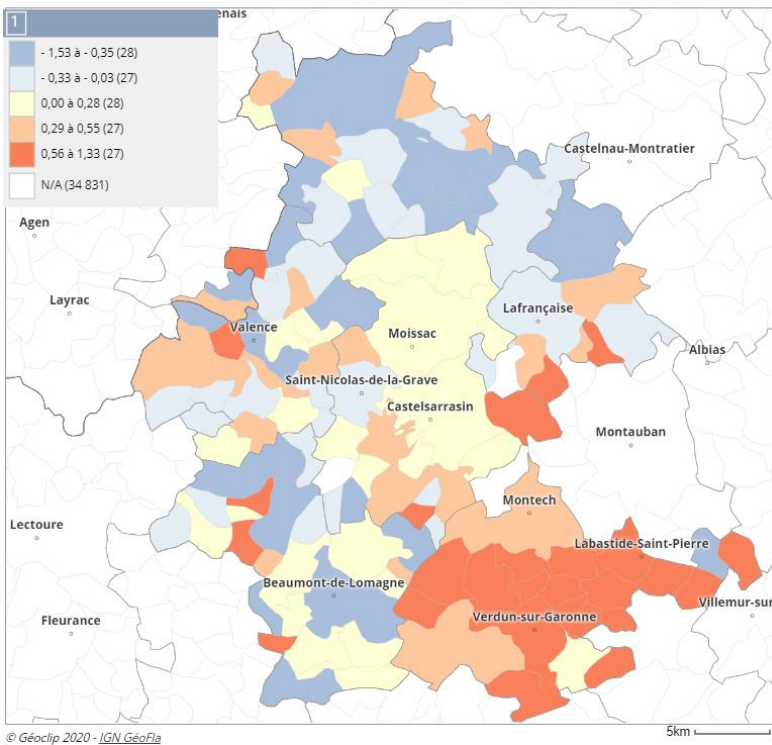 enais
1
- 1,53 à - 0,35 (28)
- 0,33 à - 0,03 (27)
0,00 à 0,28 (28)
0,29 à 0,55 (27)
0,56 à 1,33 (27)
N/A (34 831)
Castelnau-Montratier
Agen
Layrac
Lafrançaise
Valence
Moissac
Albias
Saint-Nicolas-de-la-Grave
Castelsarrasin
Montauban
Montech
Lectoure
Labastide-Saint-Pierre
Beaumont-de-Lomagne
Villemur-sur
Fleurance
Verdun-sur-Garonne
5km
© Géoclip 2020 - IGN GéoFla